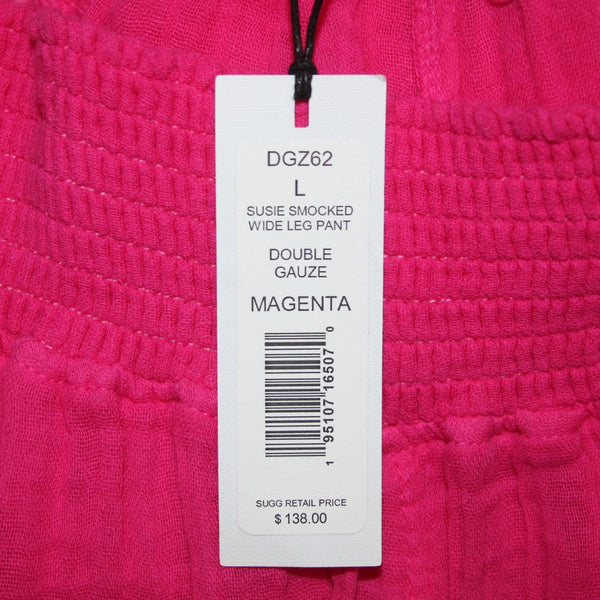 DGZ62
L
SUSIE SMOCKED
WIDE LEG PANT
DOUBLE
GAUZE
MAGENTA
1 95107 16507 0
SUGG RETAIL PRICE
$ 138.00